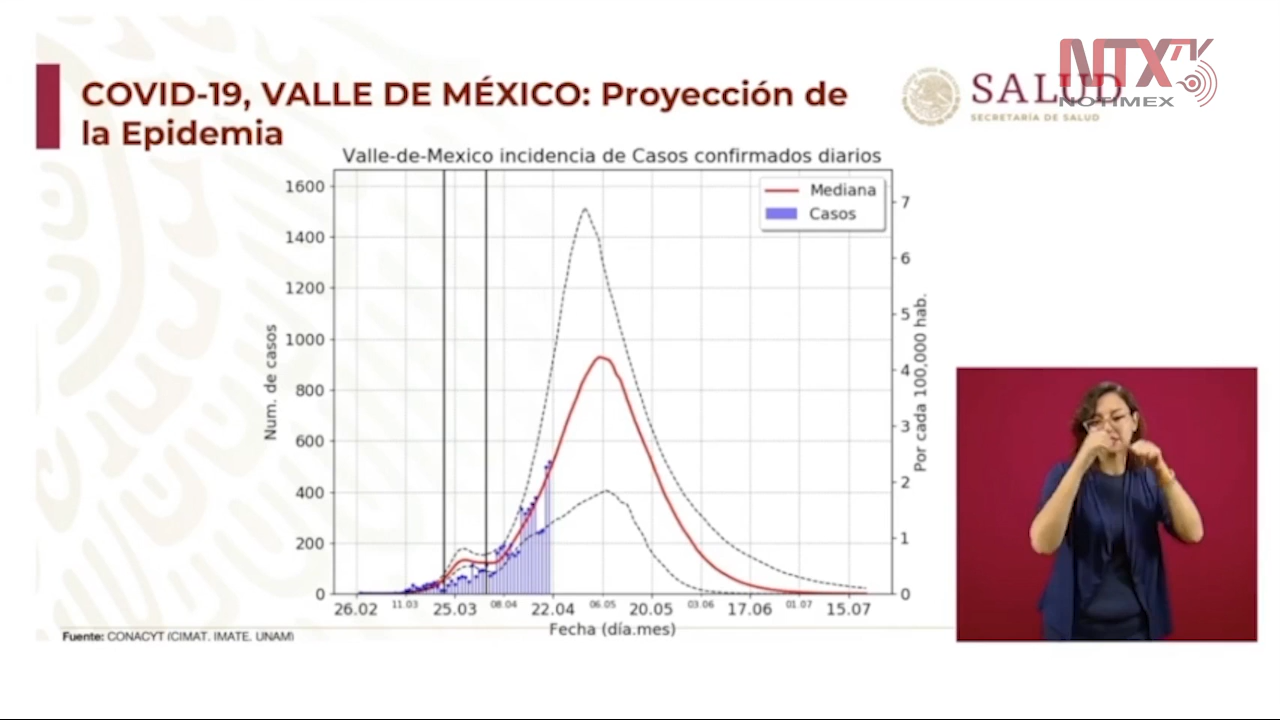 COVID-19, VALLE DE MÉXICO: Proyección de
la Epidemia
SALUD
SECRETARÍA DE SALUD
NTX
NOTIMEX
Valle-de-Mexico incidencia de Casos confirmados diarios
Mediana
Casos
Num. de casos
1600
1400
1200
1000
800
600
400
200
0
7
6
5
4
3
2
1
0
Por cada 100,000 hab.
26.02 11.03 25.03 08.04 22.04 06.05 20.05 03.06 17.06 01.07 15.07
Fecha (día.mes)
Fuente: CONACYT (CIMAT, IMATE, UNAM)